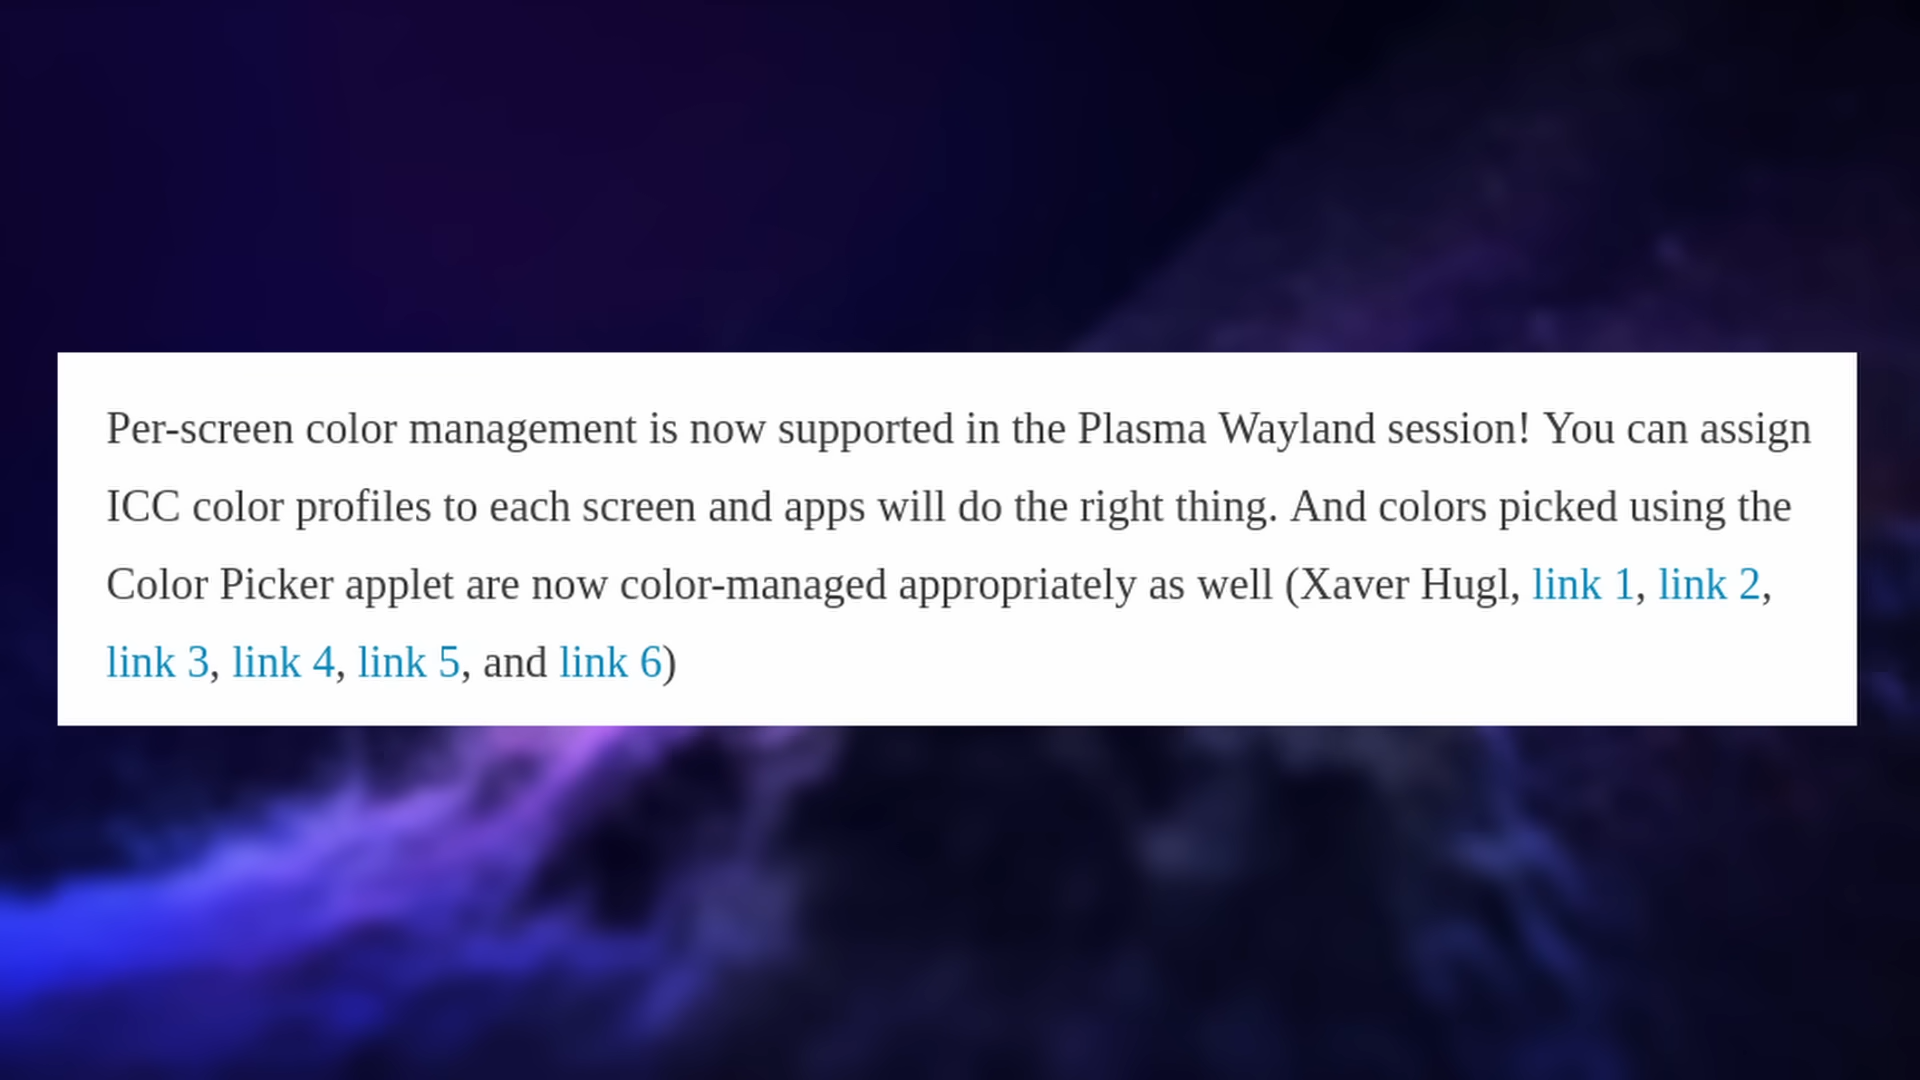 Per-screen color management is now supported in the Plasma Wayland session! You can assign
ICC color profiles to each screen and apps will do the right thing. And colors picked using the
Color Picker applet are now color-managed appropriately as well (Xaver Hugl, link 1, link 2,
link 3, link 4, link 5, and link 6)